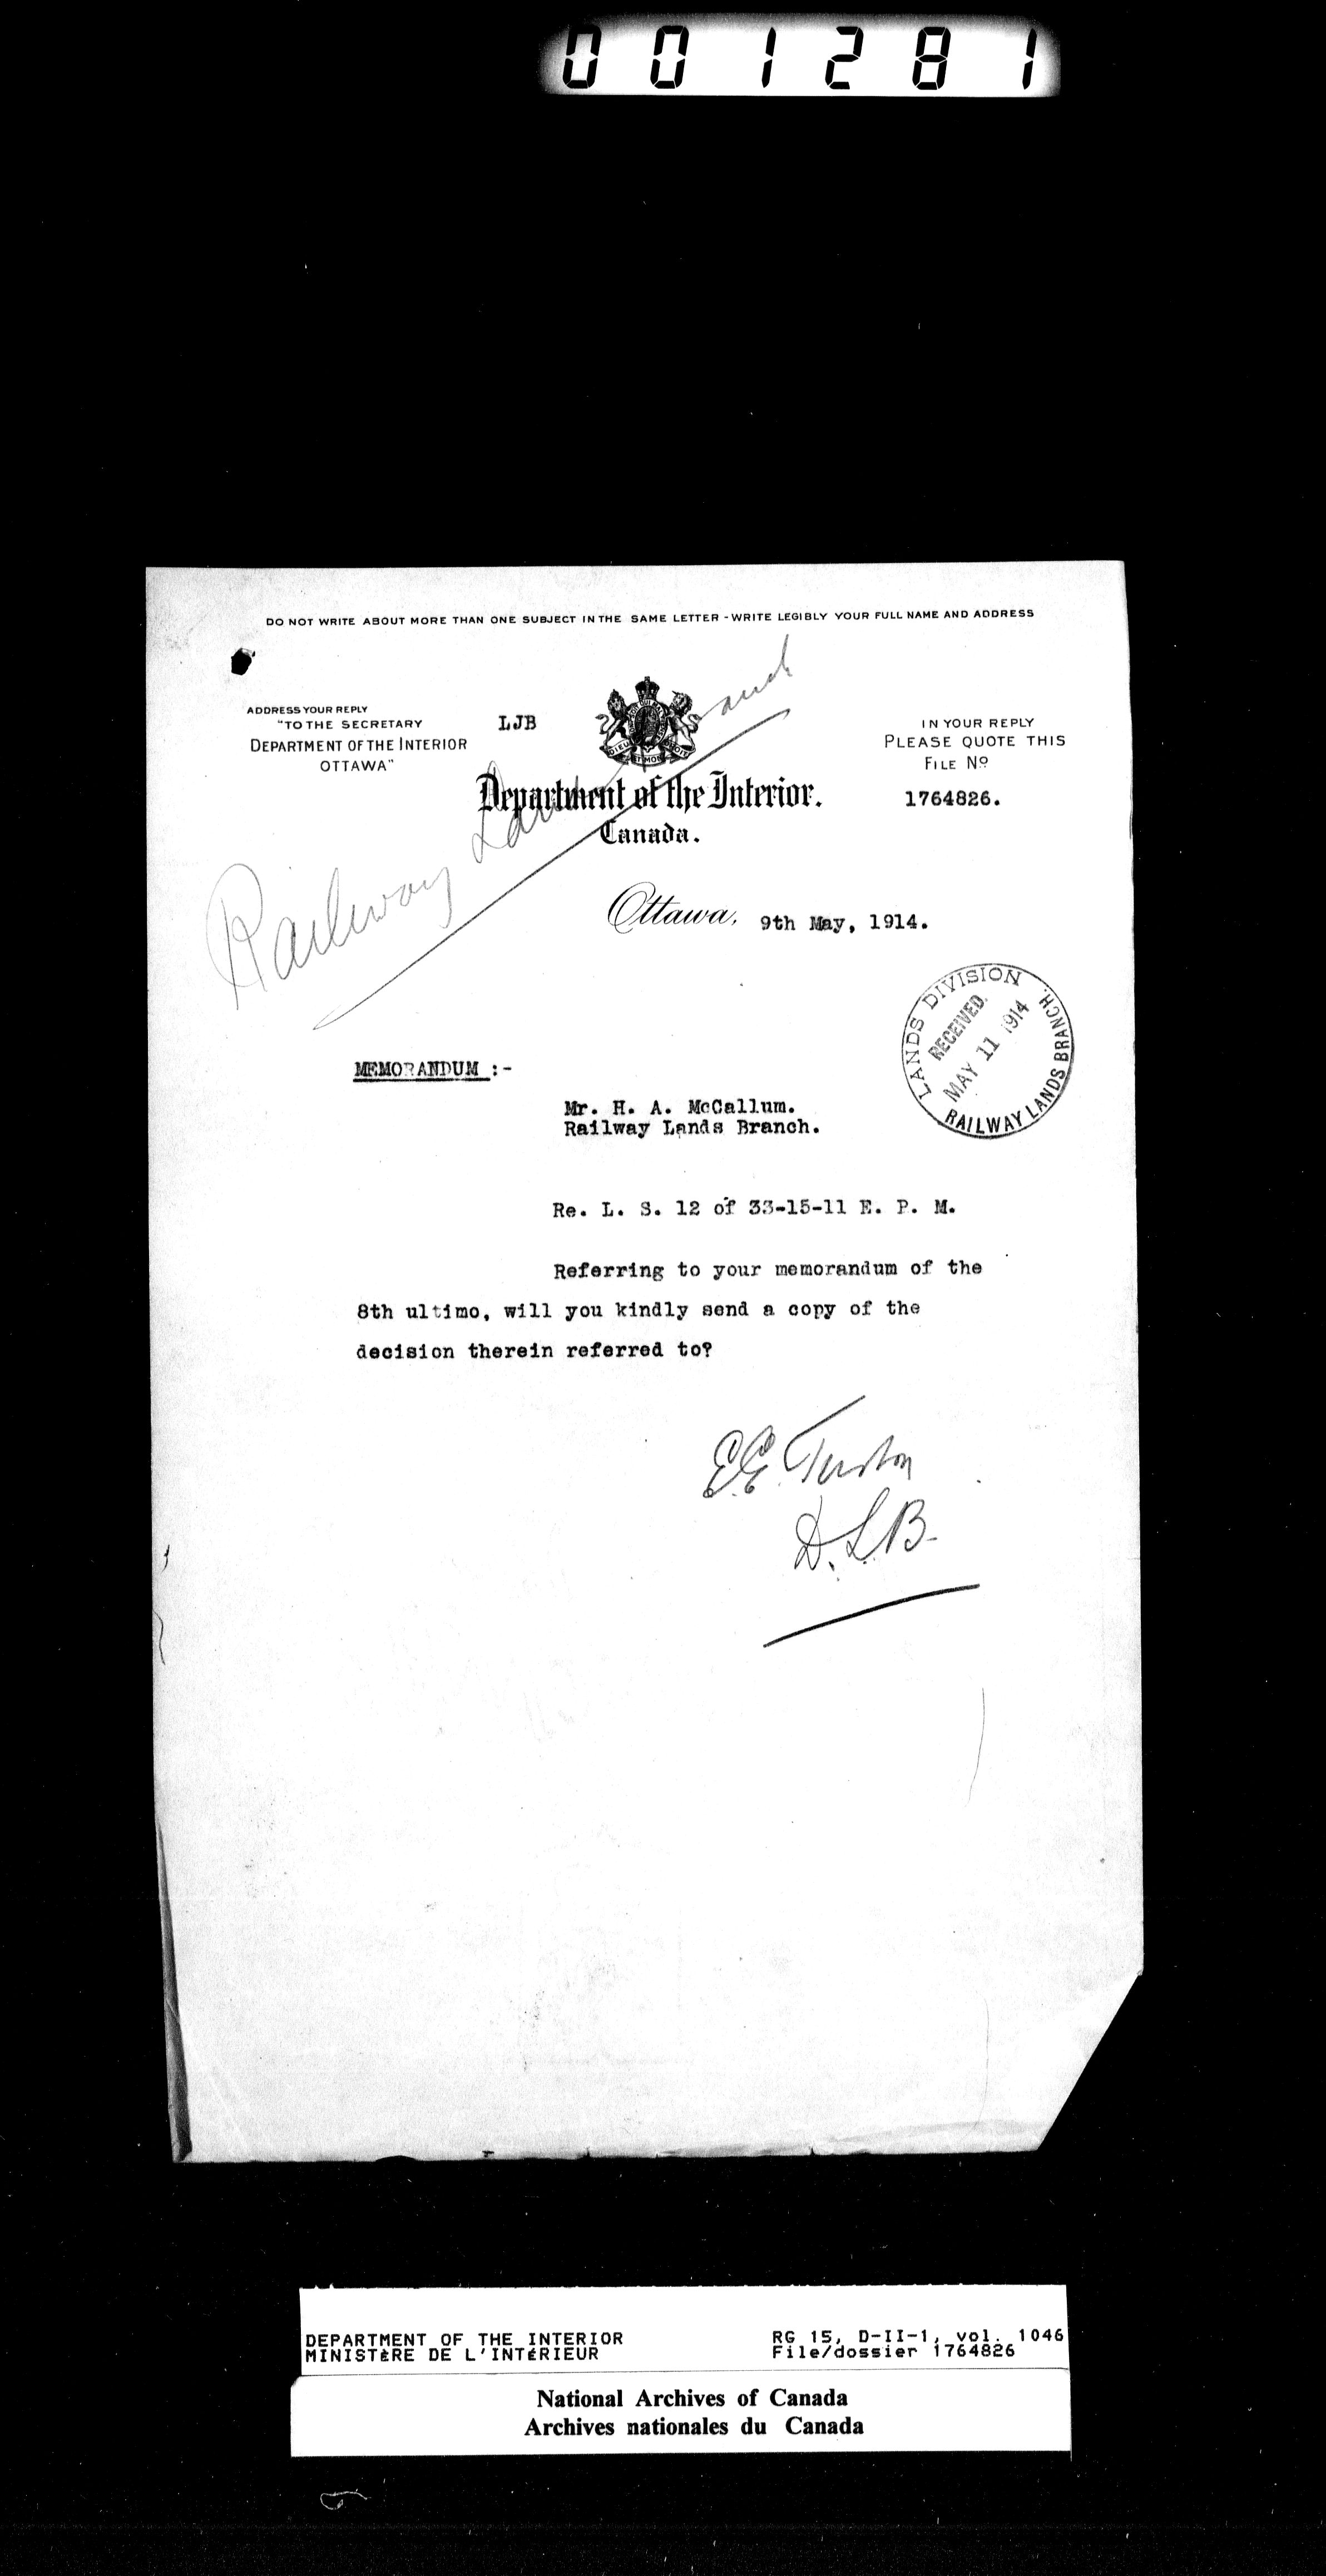 001281
DO NOT WRITE ABOUT MORE THAN ONE SUBJECT IN THE SAME LETTER - WRITE LEGIBLY YOUR FULL NAME AND ADDRESS
ADDRESS YOUR REPLY
"TO THE SECRETARY
DEPARTMENT OF THE INTERIOR
OTTAWA"
LJB
IN YOUR REPLY
PLEASE QUOTE THIS
FILE No
1764826.
Department of the Interior.
Canada.
Railway Lands
Ottawa, 9th May, 1914.
LANDS DIVISION
RECEIVED
MAY 11 1914
RAILWAY LANDS BRANCH.
MEMORANDUM :-
Mr. H. A. McCallum.
Railway Lands Branch.
Re. L. S. 12 of 33-15-11 E. P. M.
Referring to your memorandum of the
8th ultimo, will you kindly send a copy of the
decision therein referred to?
E.E.
D.L.B.
DEPARTMENT OF THE INTERIOR
MINISTÈRE DE L'INTÉRIEUR
RG 15, D-II-1, vol. 1046
File/dossier 1764826
National Archives of Canada
Archives nationales du Canada